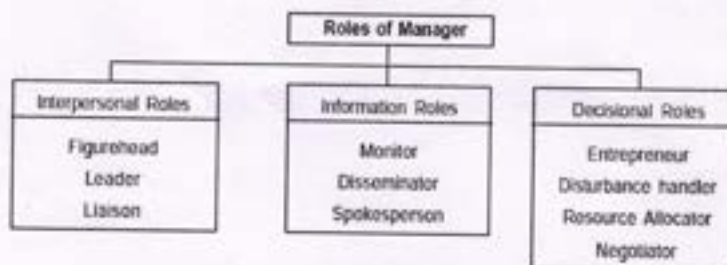 Roles of Manager
Interpersonal Roles
Figurehead
Leader
Liaison
Information Roles
Monitor
Disseminator
Spokesperson
Decisional Roles
Entrepreneur
Disturbance handler
Resource Allocator
Negotiator